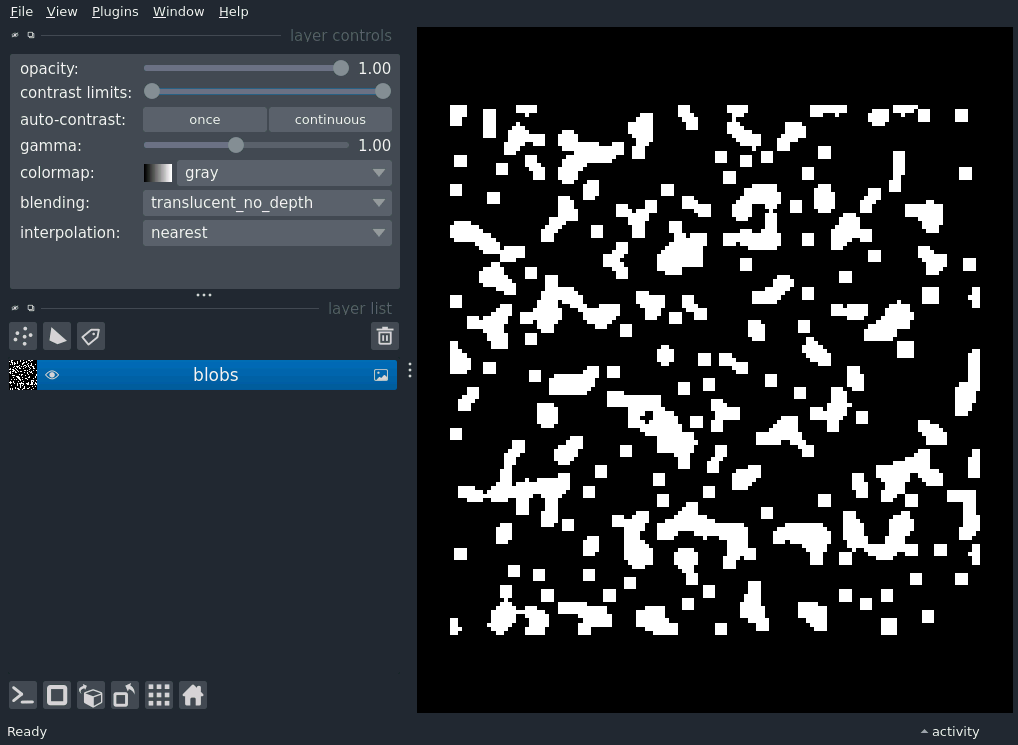 File View Plugins Window Help
layer controls
opacity: 1.00
contrast limits:
auto-contrast: once continuous
gamma: 1.00
colormap: gray
blending: translucent_no_depth
interpolation: nearest
layer list
blobs
Ready activity